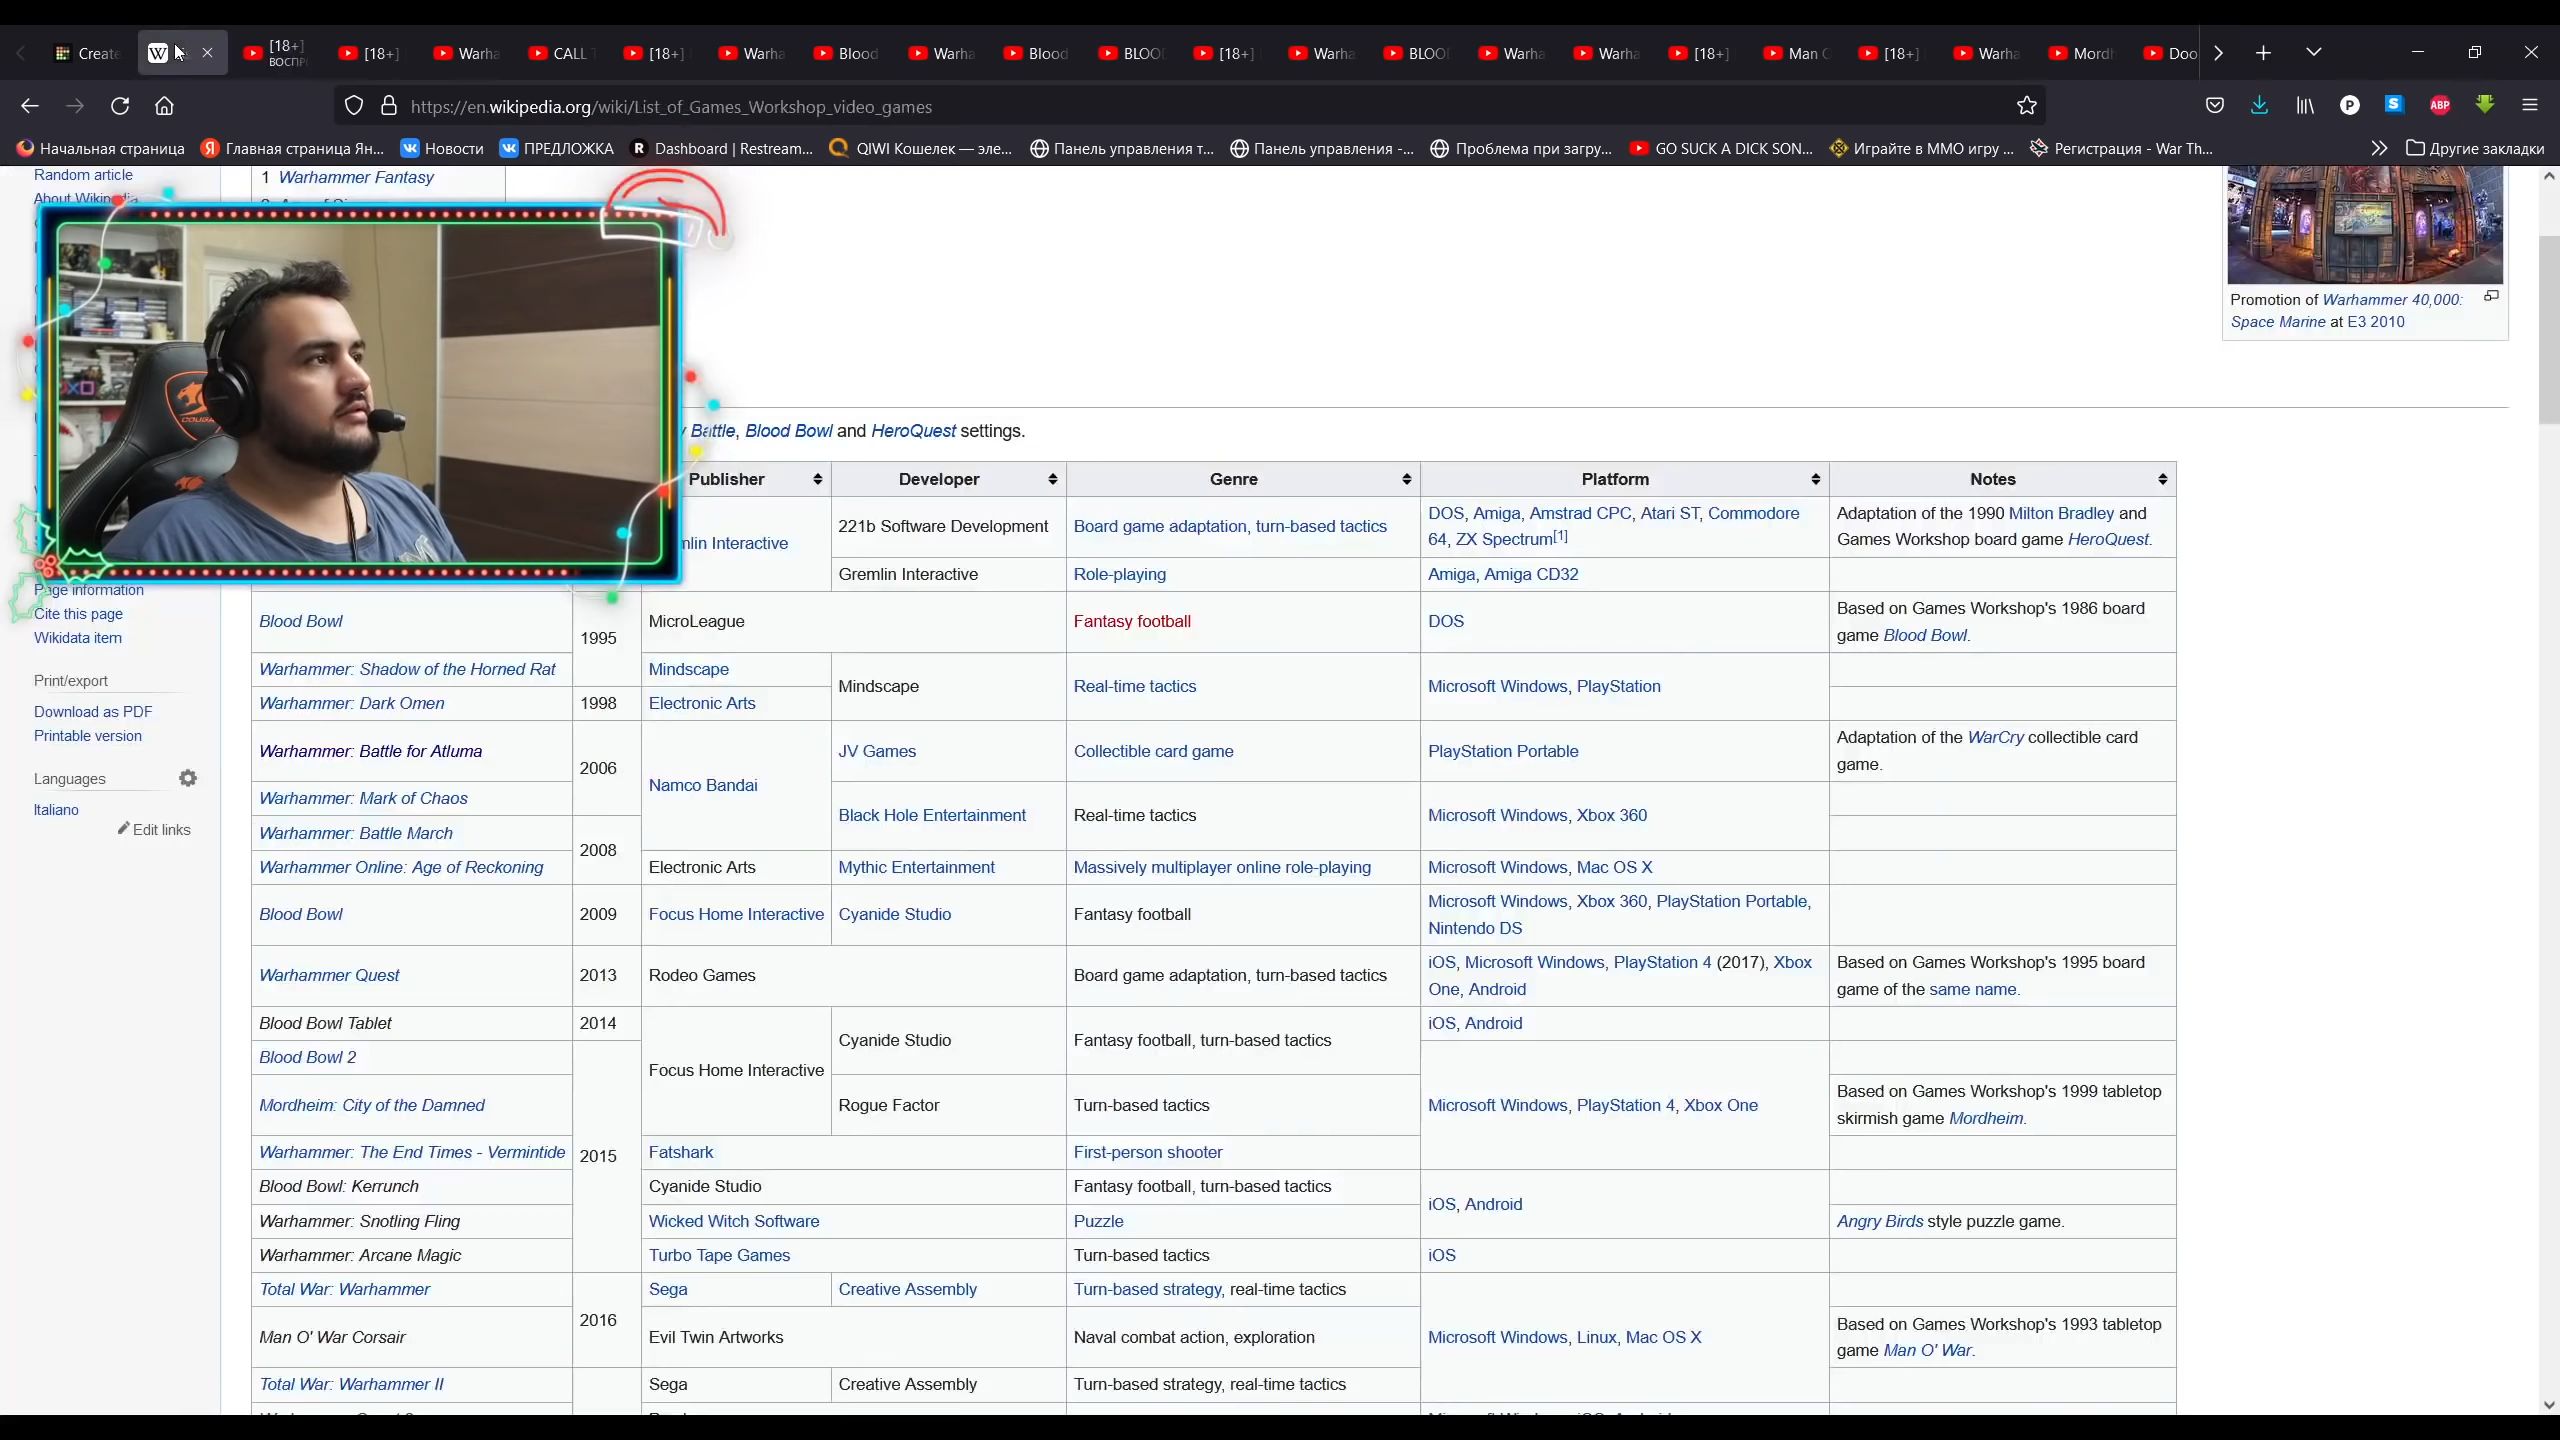 Create
[18+]
ВОСПР
[18+]
Warha
CALL
[18+]
Warha
Blood
Warha
Blood
BLOO
[18+]
Warha
BLOO
Warha
Warha
[18+]
Man
[18+]
Warha
Mord
Doo
https://en.wikipedia.org/wiki/List_of_Games_Workshop_video_games
Начальная страница
Главная страница Ян...
Новости
ПРЕДЛОЖКА
Dashboard | Restream...
QIWI Кошелек — эле...
Панель управления т...
Панель управления -...
Проблема при загру...
GO SUCK A DICK SON...
Играйте в ММО игру ...
Регистрация - War Th...
Другие закладки
Random article
About Wikipedia
1 Warhammer Fantasy
Promotion of Warhammer 40,000:
Space Marine at E3 2010
Battle, Blood Bowl and HeroQuest settings.
Publisher Developer Genre Platform Notes
lin Interactive
221b Software Development
Board game adaptation, turn-based tactics
DOS, Amiga, Amstrad CPC, Atari ST, Commodore
64, ZX Spectrum[1]
Adaptation of the 1990 Milton Bradley and
Games Workshop board game HeroQuest.
Gremlin Interactive
Role-playing
Amiga, Amiga CD32
Page information
Cite this page
Wikidata item
Print/export
Download as PDF
Printable version
Languages
Italiano
Edit links
Blood Bowl
1995
MicroLeague
Fantasy football
DOS
Based on Games Workshop's 1986 board
game Blood Bowl.
Warhammer: Shadow of the Horned Rat
Mindscape
Mindscape
Real-time tactics
Microsoft Windows, PlayStation
Warhammer: Dark Omen
1998
Electronic Arts
Warhammer: Battle for Atluma
2006
Namco Bandai
JV Games
Collectible card game
PlayStation Portable
Adaptation of the WarCry collectible card
game.
Warhammer: Mark of Chaos
Black Hole Entertainment
Real-time tactics
Microsoft Windows, Xbox 360
Warhammer: Battle March
2008
Warhammer Online: Age of Reckoning
Electronic Arts
Mythic Entertainment
Massively multiplayer online role-playing
Microsoft Windows, Mac OS X
Blood Bowl
2009
Focus Home Interactive
Cyanide Studio
Fantasy football
Microsoft Windows, Xbox 360, PlayStation Portable,
Nintendo DS
Warhammer Quest
2013
Rodeo Games
Board game adaptation, turn-based tactics
iOS, Microsoft Windows, PlayStation 4 (2017), Xbox
One, Android
Based on Games Workshop's 1995 board
game of the same name.
Blood Bowl Tablet
2014
Focus Home Interactive
Cyanide Studio
Fantasy football, turn-based tactics
iOS, Android
Blood Bowl 2
2015
Microsoft Windows, PlayStation 4, Xbox One
Mordheim: City of the Damned
Rogue Factor
Turn-based tactics
Based on Games Workshop's 1999 tabletop
skirmish game Mordheim.
Warhammer: The End Times - Vermintide
Fatshark
First-person shooter
Blood Bowl: Kerrunch
Cyanide Studio
Fantasy football, turn-based tactics
iOS, Android
Warhammer: Snotling Fling
Wicked Witch Software
Puzzle
Angry Birds style puzzle game.
Warhammer: Arcane Magic
Turbo Tape Games
Turn-based tactics
iOS
Total War: Warhammer
2016
Sega
Creative Assembly
Turn-based strategy, real-time tactics
Microsoft Windows, Linux, Mac OS X
Man O' War Corsair
Evil Twin Artworks
Naval combat action, exploration
Based on Games Workshop's 1993 tabletop
game Man O' War.
Total War: Warhammer II
Sega
Creative Assembly
Turn-based strategy, real-time tactics